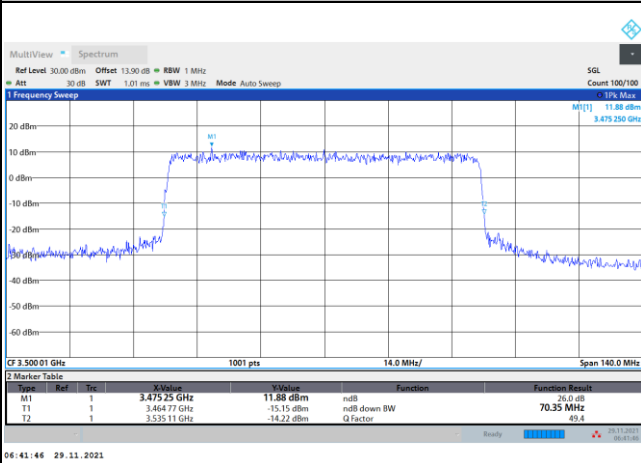 MultiView Spectrum
Ref Level 30.00 dBm Offset 13.90 dB RBW 1 MHz SGL
Att 30 dB SWT 1.01 ms VBW 3 MHz Mode Auto Sweep Count 100/100
1 Frequency Sweep 1Pk Max
M1[1] 11.88 dBm
3.475 250 GHz
20 dBm
M1
10 dBm
0 dBm
-10 dBm
T1 T2
-20 dBm
-30 dBm
-40 dBm
-50 dBm
-60 dBm
CF 3.500 01 GHz 1001 pts 14.0 MHz/ Span 140.0 MHz
2 Marker Table
Type Ref Trc X-Value Y-Value Function Function Result
M1 1 3.475 25 GHz 11.88 dBm ndB 26.0 dB
T1 1 3.464 77 GHz -15.15 dBm ndB down BW 70.35 MHz
T2 1 3.535 11 GHz -14.22 dBm Q Factor 49.4
Ready 29.11.2021
06:41:46
06:41:46 29.11.2021